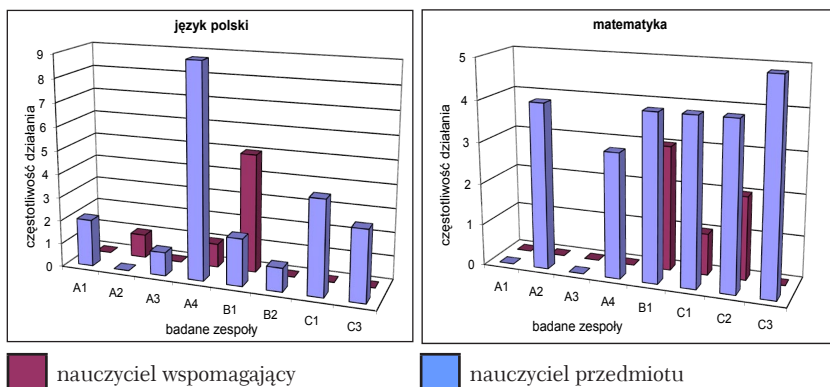 język polski
częstotliwość działania
9
8
7
6
5
4
3
2
1
0
A1 A2 A3 A4 B1 B2 C1 C3
badane zespoły
matematyka
częstotliwość działania
5
4
3
2
1
0
A1 A2 A3 A4 B1 C1 C2 C3
badane zespoły
nauczyciel wspomagający
nauczyciel przedmiotu